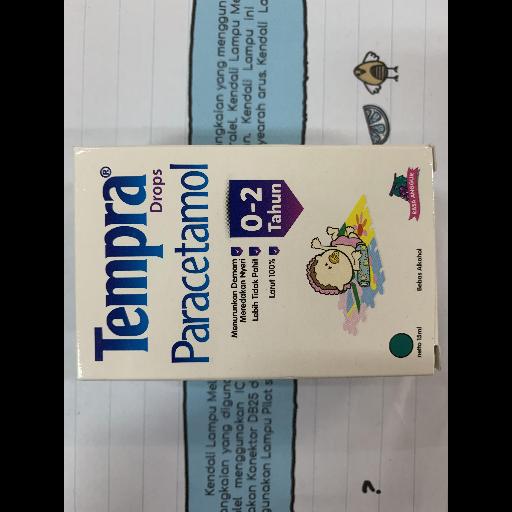 Tempra®
Drops
Paracetamol
0-2
Tahun
Menurunkan Demam
Meredakan Nyeri
Lebih Tidak Pahit
Larut 100%
RASA ANGGUR
Bebas Alkohol
netto 15ml
Kendali Lampu
angkaian yang digun
menggunakan IC
akan Konektor DB25 d
gunakan Lampu Pilot s
ngkaian yang menggun
ralel. Kendali Lampu Me
n. Kendali Lampu ini
yearah arus. Kendali La
?
?